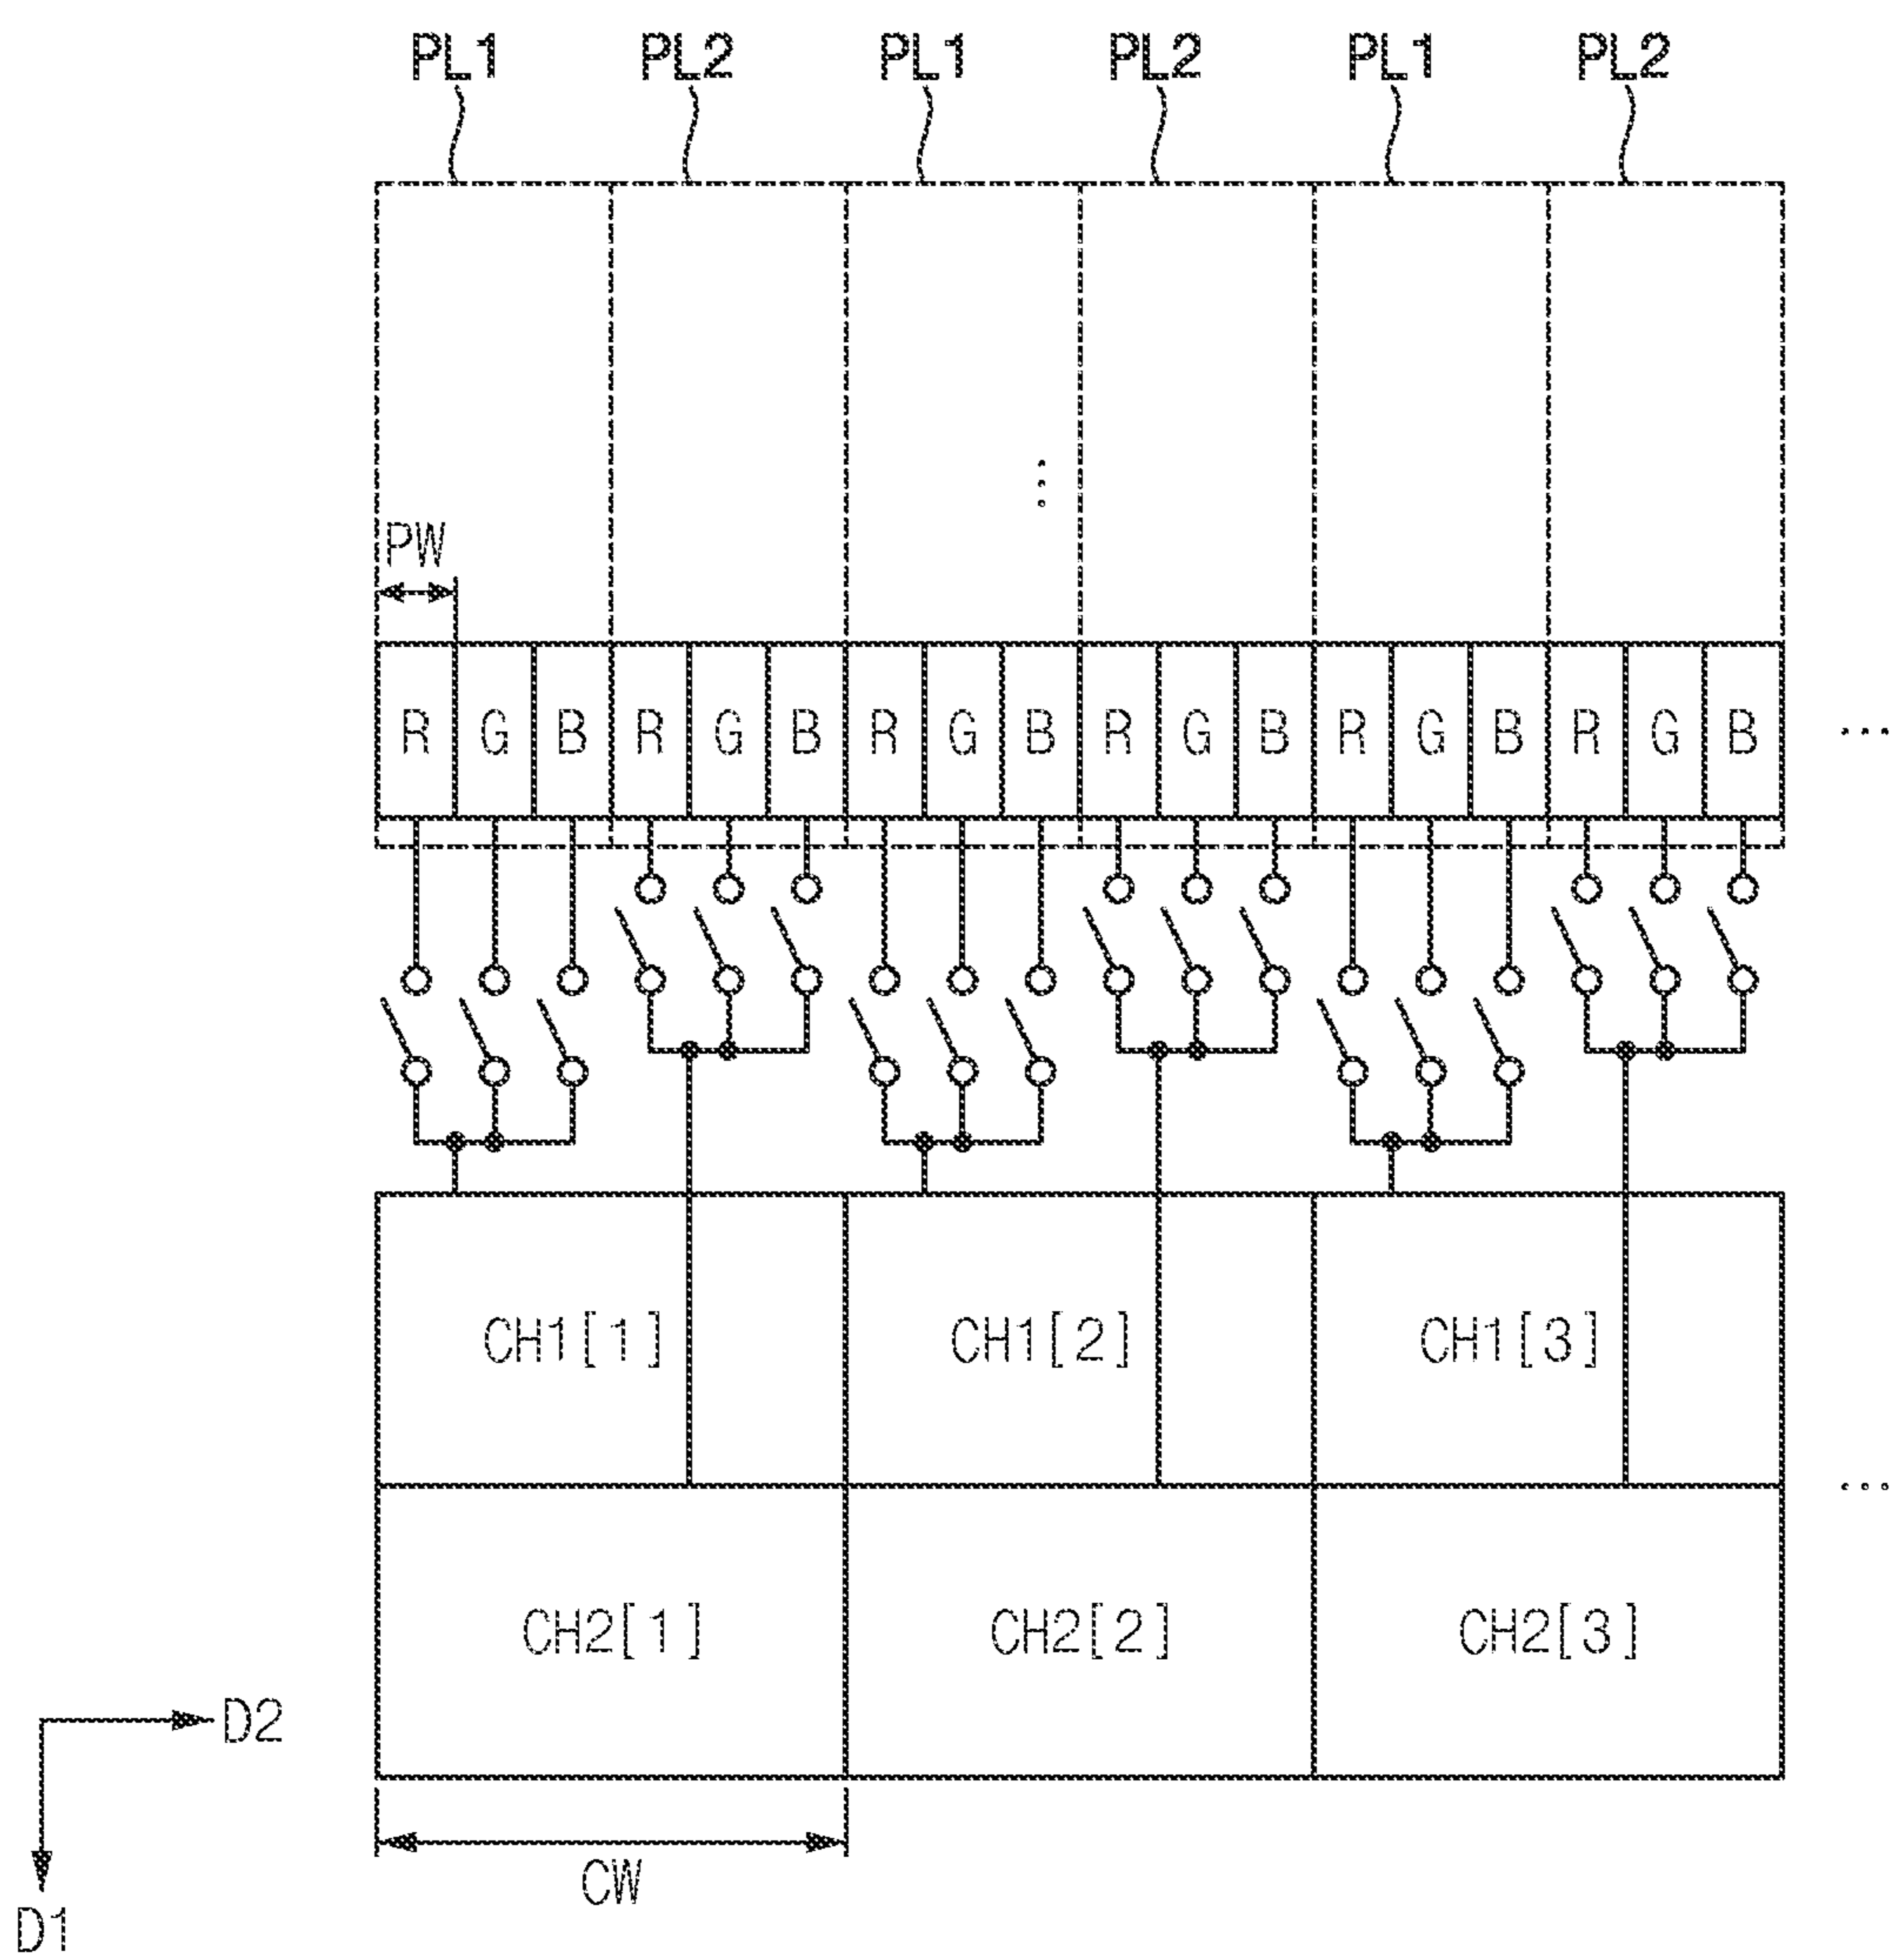 PL1 PL2 PL1 PL2 PL1 PL2
PW
R G B R G B R G B R G B R G B R G B ...
CH1[1] CH1[2] CH1[3]
...
CH2[1] CH2[2] CH2[3]
D2
CW
D1